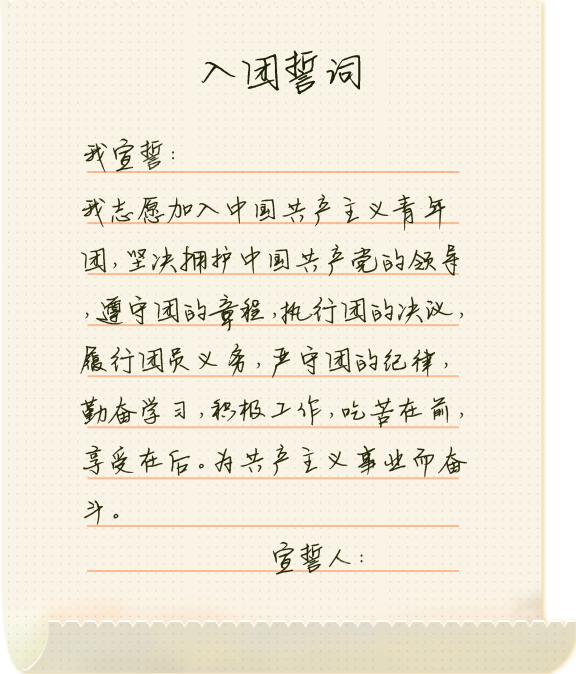 入团誓词
我宣誓：
我志愿加入中国共产主义青年
团，坚决拥护中国共产党的领导
，遵守团的章程，执行团的决议，
履行团员义务，严守团的纪律，
勤奋学习，积极工作，吃苦在前，
享受在后。为共产主义事业而奋
斗。
宣誓人：